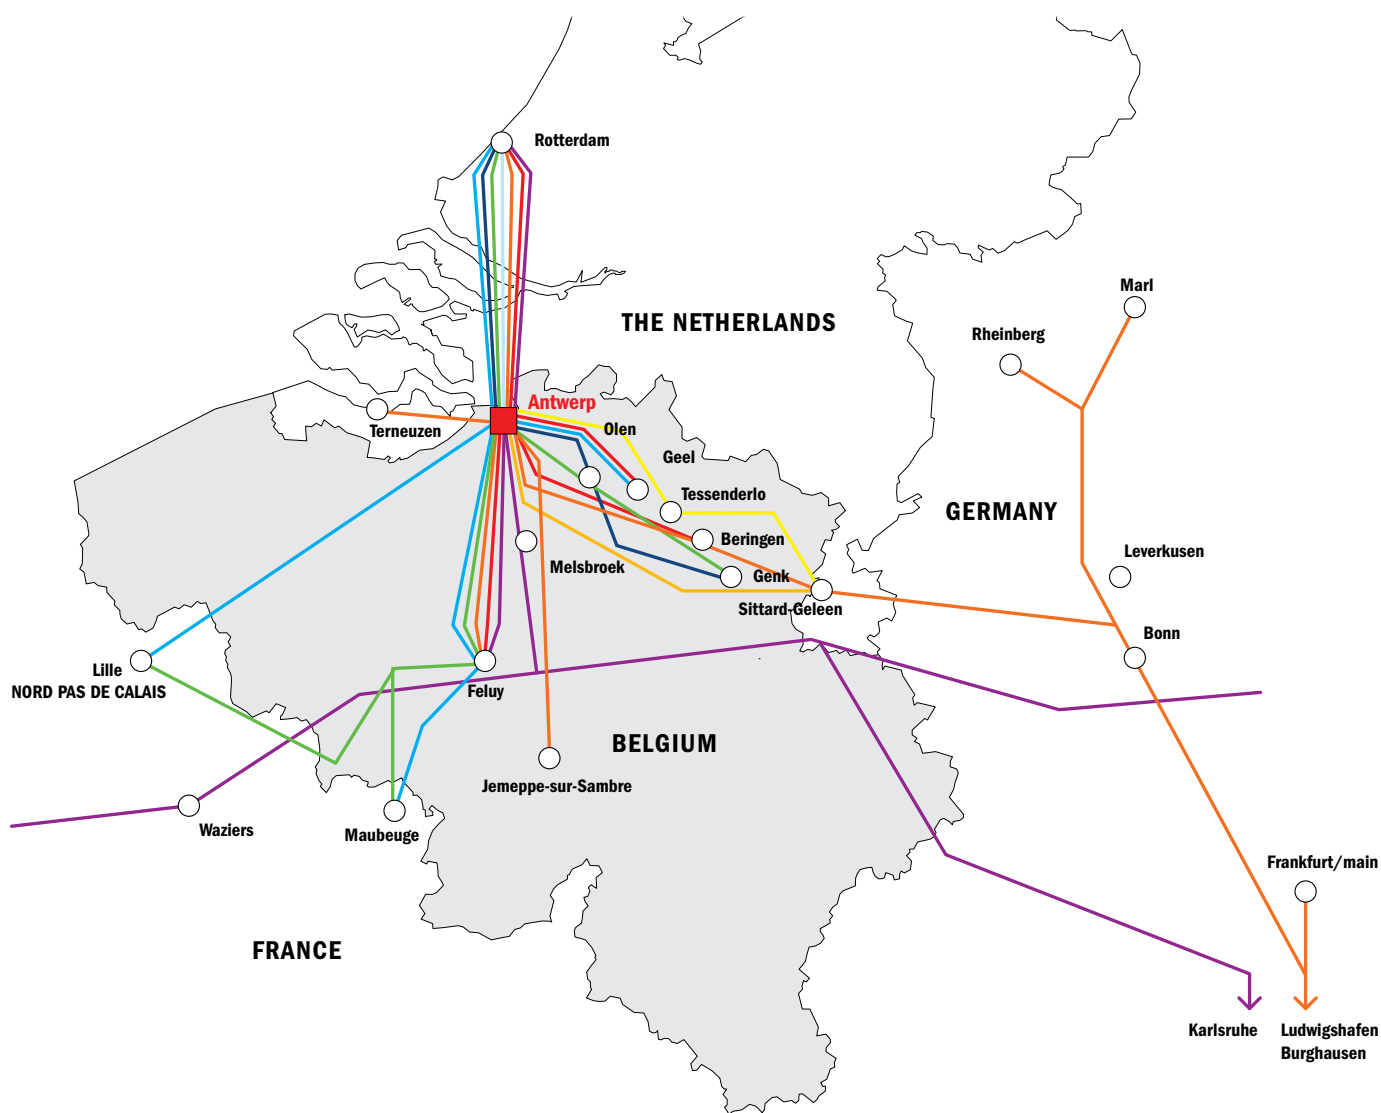 Rotterdam
Marl
THE NETHERLANDS
Rheinberg
Antwerp
Terneuzen
Olen
Geel
Tessenderlo
GERMANY
Beringen
Leverkusen
Melsbroek
Genk
Sittard-Geleen
Bonn
Lille
NORD PAS DE CALAIS
Feluy
BELGIUM
Jemeppe-sur-Sambre
Waziers
Maubeuge
Frankfurt/main
FRANCE
Karlsruhe
Ludwigshafen
Burghausen